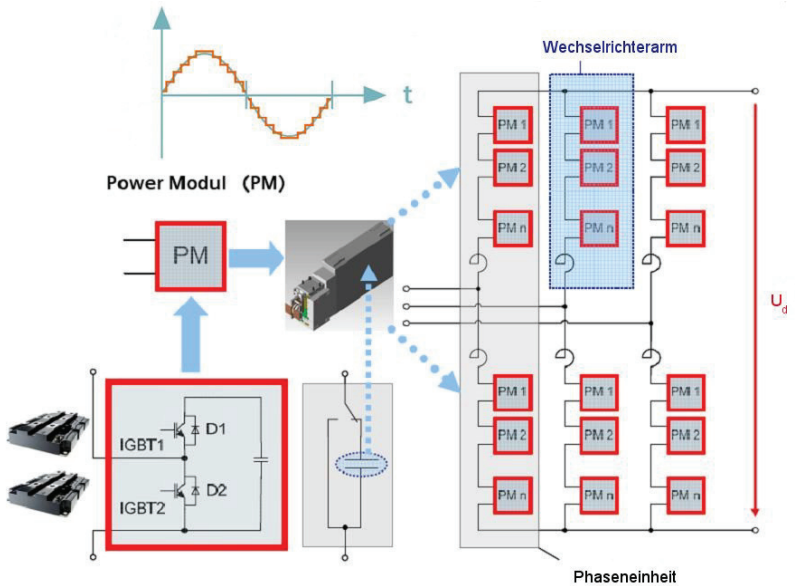 Wechselrichterarm
t
Power Modul (PM)
PM
IGBT1
D1
IGBT2
D2
PM 1
PM 1
PM 1
PM 2
PM 2
PM 2
PM n
PM n
PM n
U d
PM 1
PM 1
PM 1
PM 2
PM 2
PM 2
PM n
PM n
PM n
Phaseneinheit